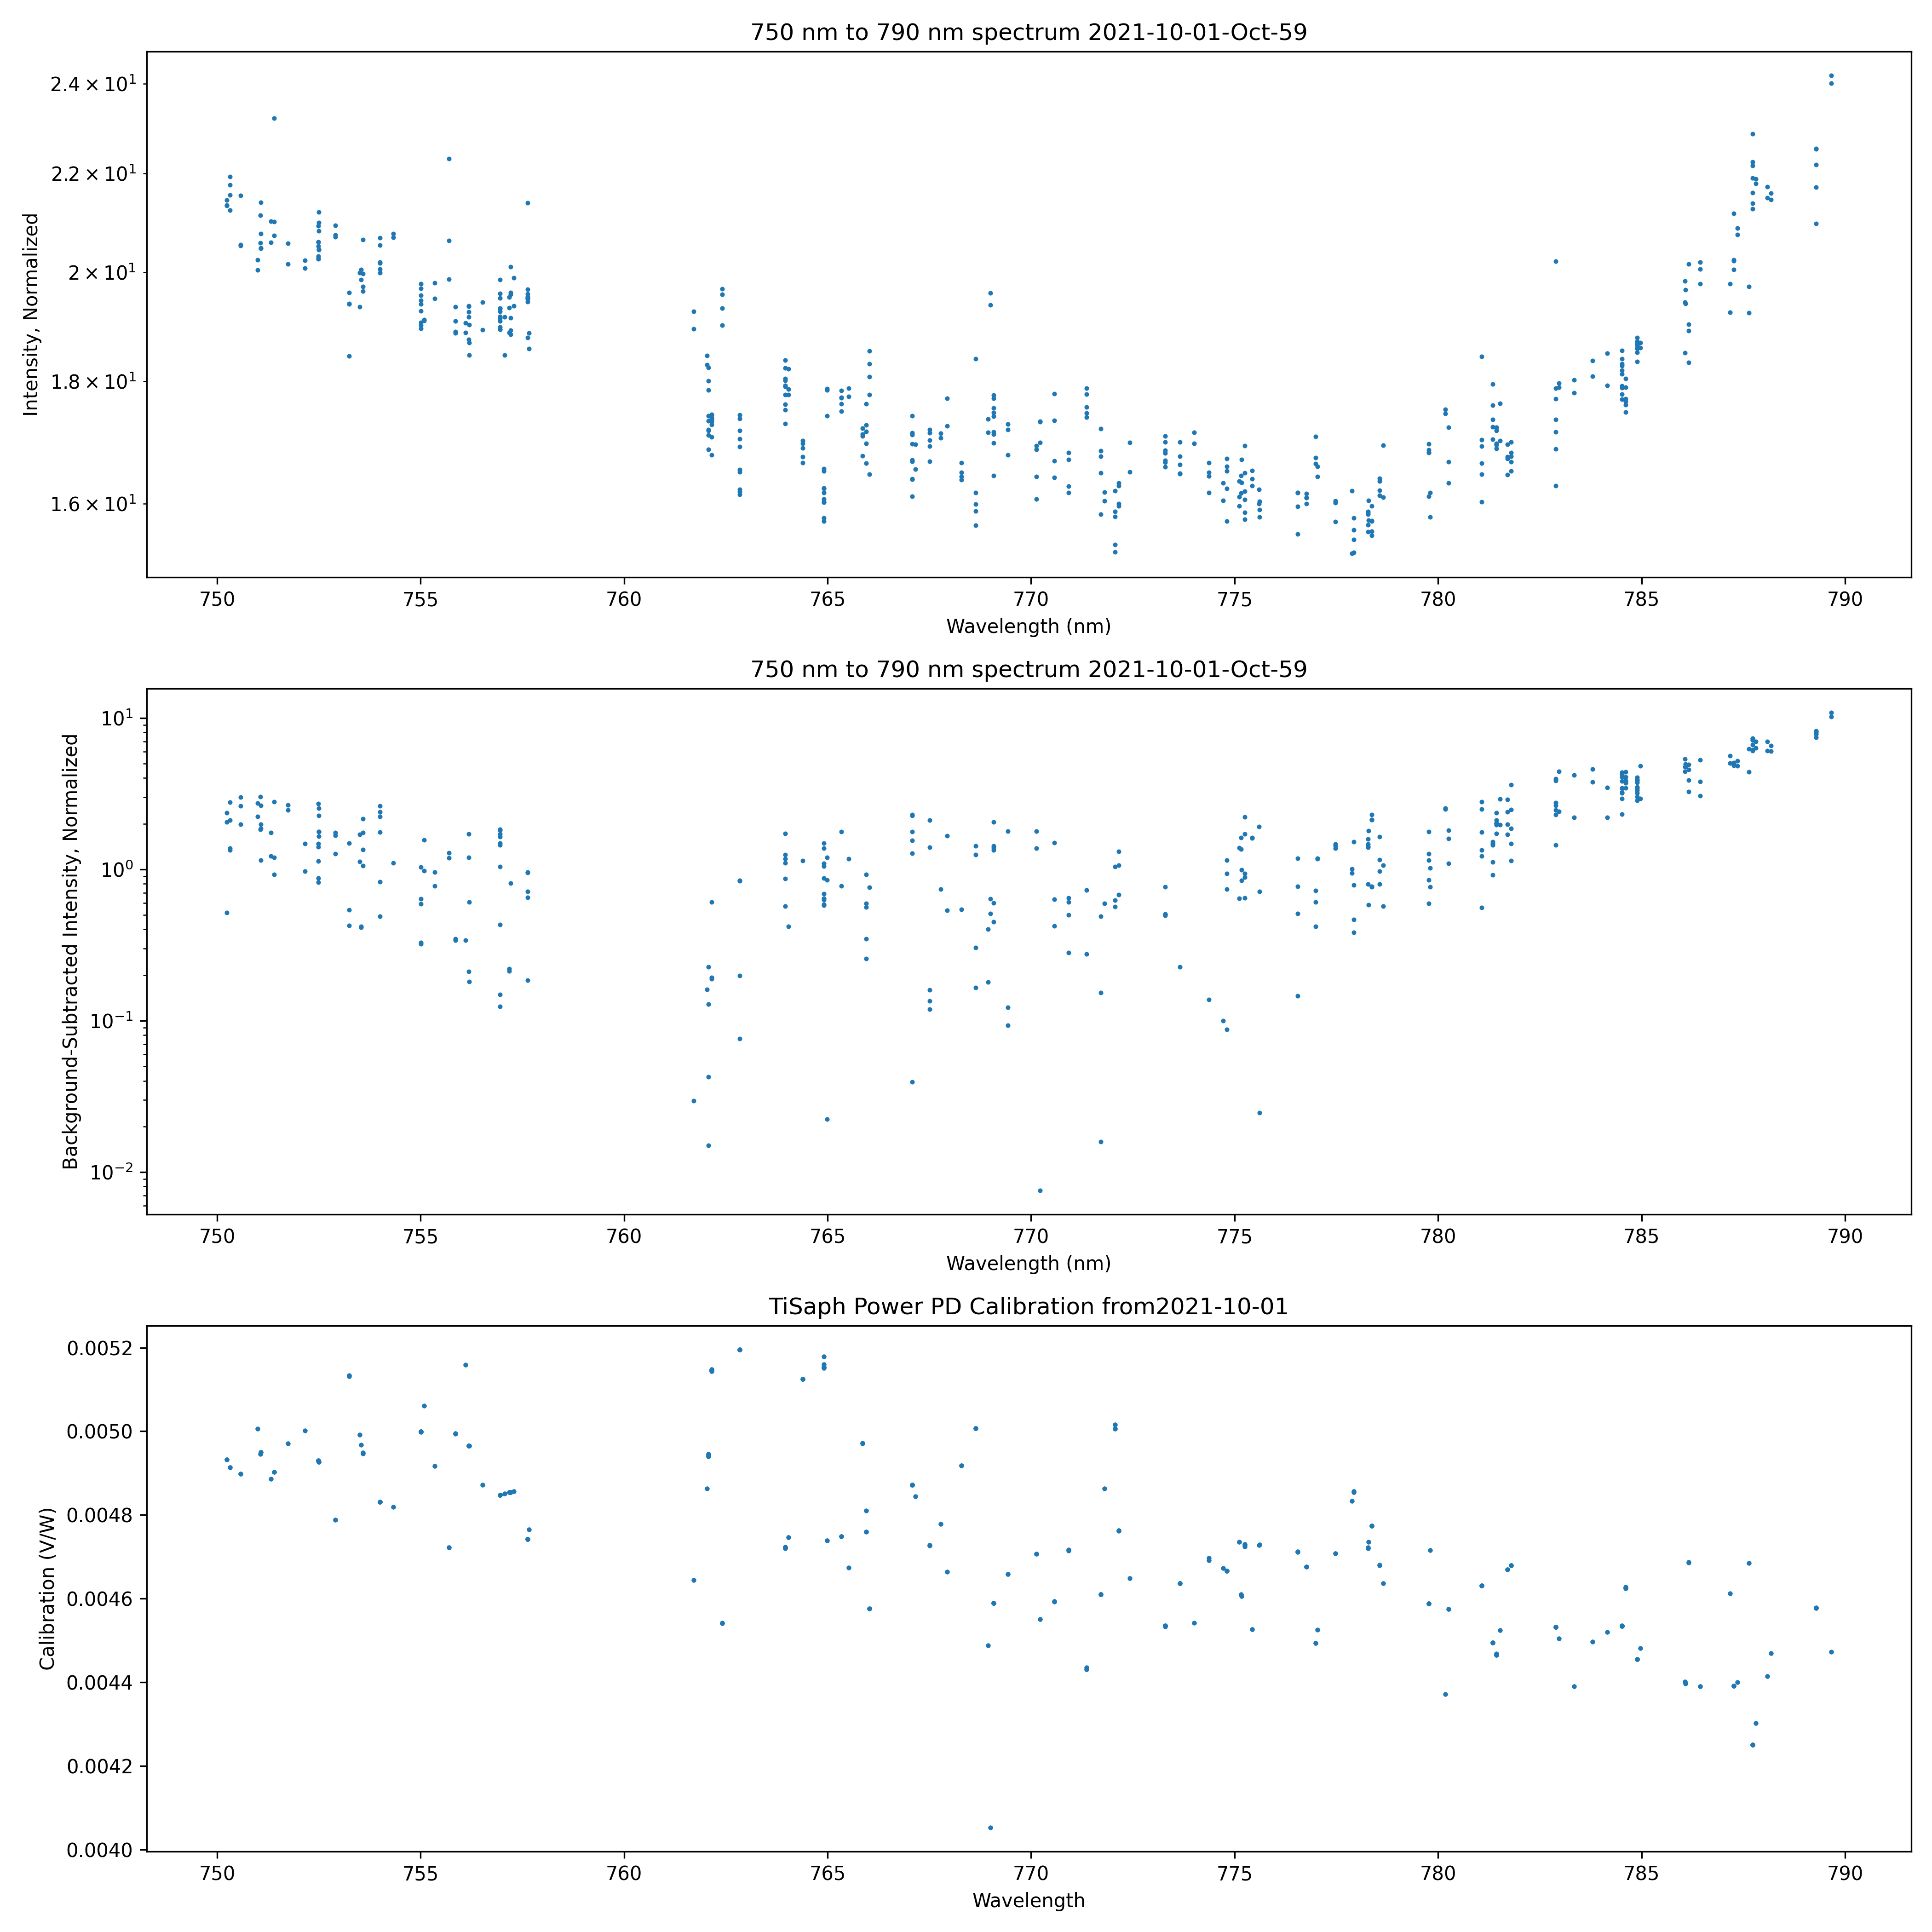 750 nm to 790 nm spectrum 2021-10-01-Oct-59
Intensity, Normalized
2.4 × 10¹
2.2 × 10¹
2 × 10¹
1.8 × 10¹
1.6 × 10¹
750 755 760 765 770 775 780 785 790
Wavelength (nm)
750 nm to 790 nm spectrum 2021-10-01-Oct-59
Background-Subtracted Intensity, Normalized
10¹
10⁰
10⁻¹
10⁻²
750 755 760 765 770 775 780 785 790
Wavelength (nm)
TiSaph Power PD Calibration from2021-10-01
Calibration (V/W)
0.0052
0.0050
0.0048
0.0046
0.0044
0.0042
0.0040
750 755 760 765 770 775 780 785 790
Wavelength